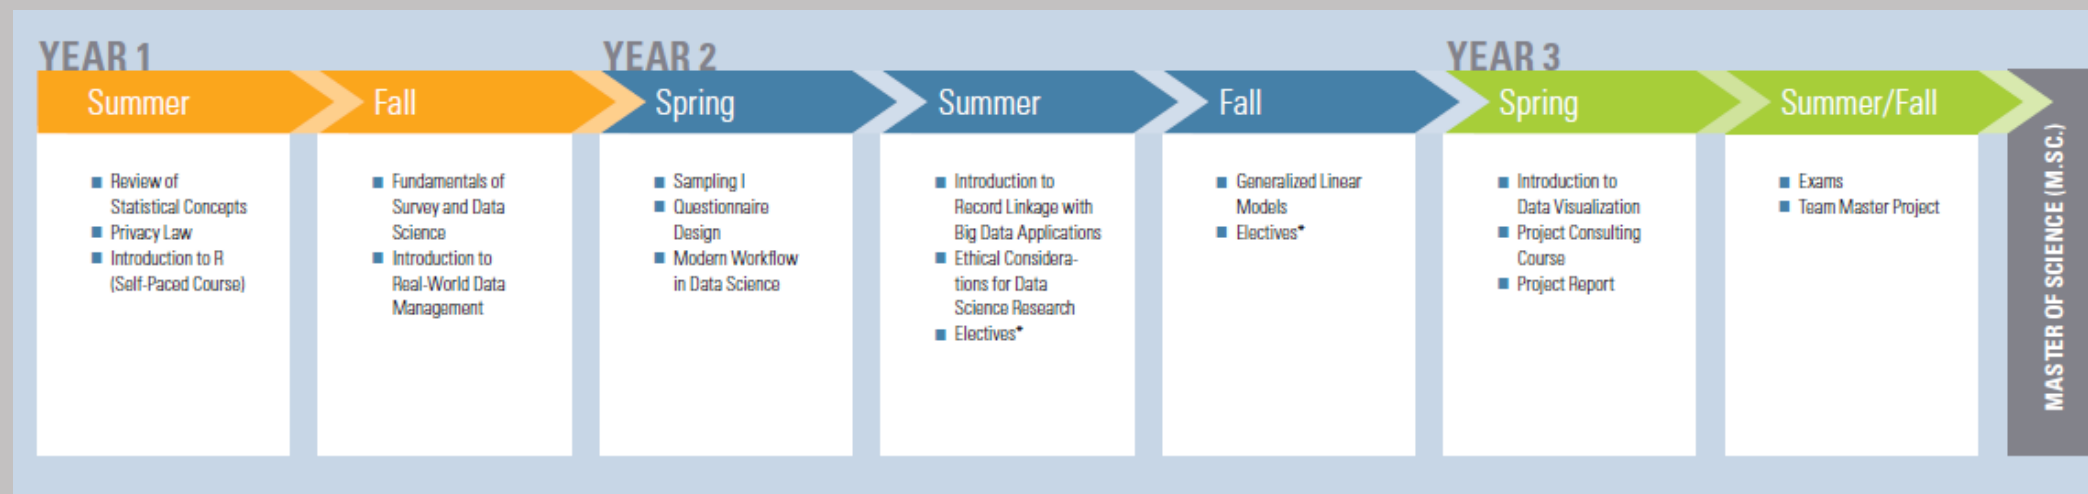 YEAR 1
YEAR 2
YEAR 3
Summer
Fall
Spring
Summer
Fall
Spring
Summer/Fall
Review of
Statistical Concepts
Privacy Law
Introduction to R
(Self-Paced Course)
Fundamentals of
Survey and Data
Science
Introduction to
Real-World Data
Management
Sampling I
Questionnaire
Design
Modern Workflow
in Data Science
Introduction to
Record Linkage with
Big Data Applications
Ethical Considera-
tions for Data
Science Research
Electives*
Generalized Linear
Models
Electives*
Introduction to
Data Visualization
Project Consulting
Course
Project Report
Exams
Team Master Project
MASTER OF SCIENCE (M.SC.)